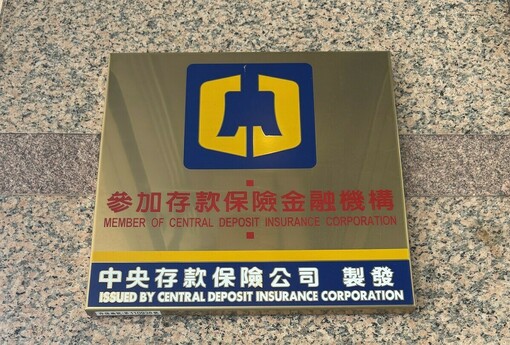 參加存款保險金融機構
MEMBER OF CENTRAL DEPOSIT INSURANCE CORPORATION
中央存款保險公司 製發
ISSUED BY CENTRAL DEPOSIT INSURANCE CORPORATION